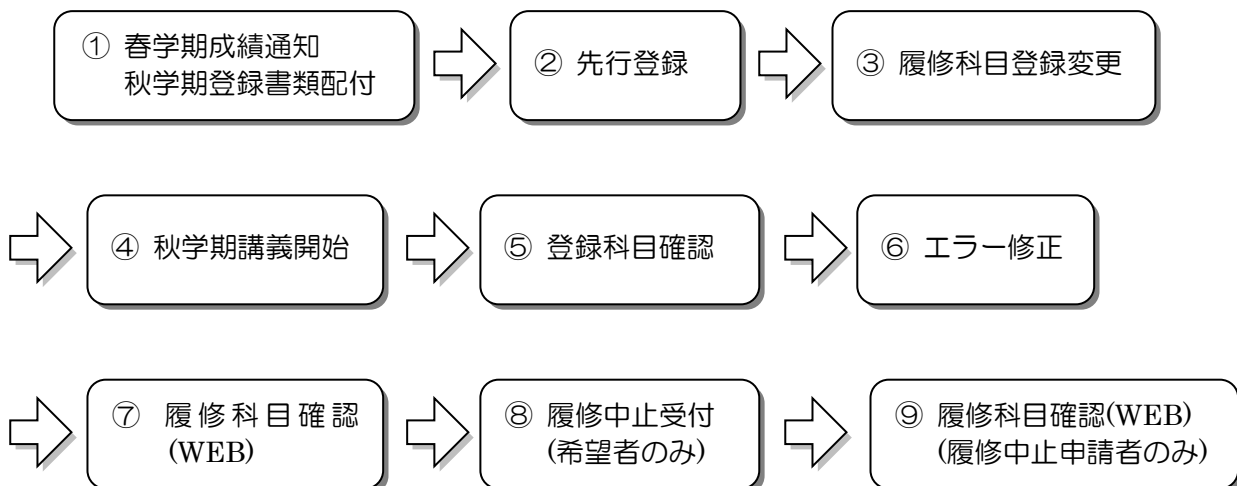 ① 春学期成績通知
秋学期登録書類配付
② 先行登録
③ 履修科目登録変更
④ 秋学期講義開始
⑤ 登録科目確認
⑥ エラー修正
⑦ 履修科目確認
(WEB)
⑧ 履修中止受付
(希望者のみ)
⑨ 履修科目確認(WEB)
(履修中止申請者のみ)